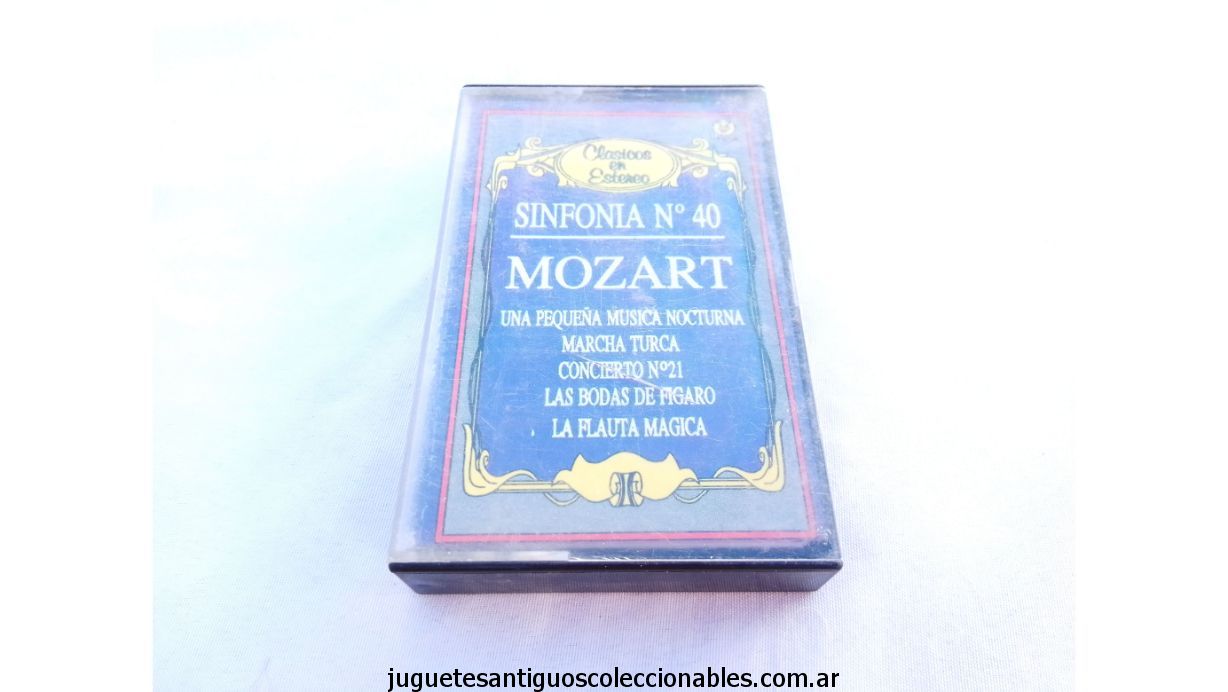 Clasicos
en
Estereo
SINFONIA N° 40
MOZART
UNA PEQUEÑA MUSICA NOCTURNA
MARCHA TURCA
CONCIERTO Nº21
LAS BODAS DE FIGARO
LA FLAUTA MAGICA
juguetesantiguoscoleccionables.com.ar